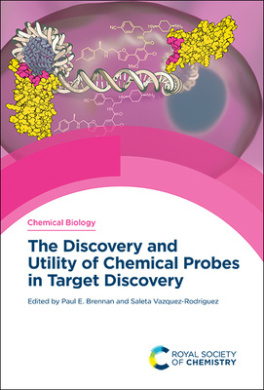 Chemical Biology
The Discovery and
Utility of Chemical Probes
in Target Discovery
Edited by Paul E. Brennan and Saleta Vazquez-Rodriguez
ROYAL SOCIETY
OF CHEMISTRY